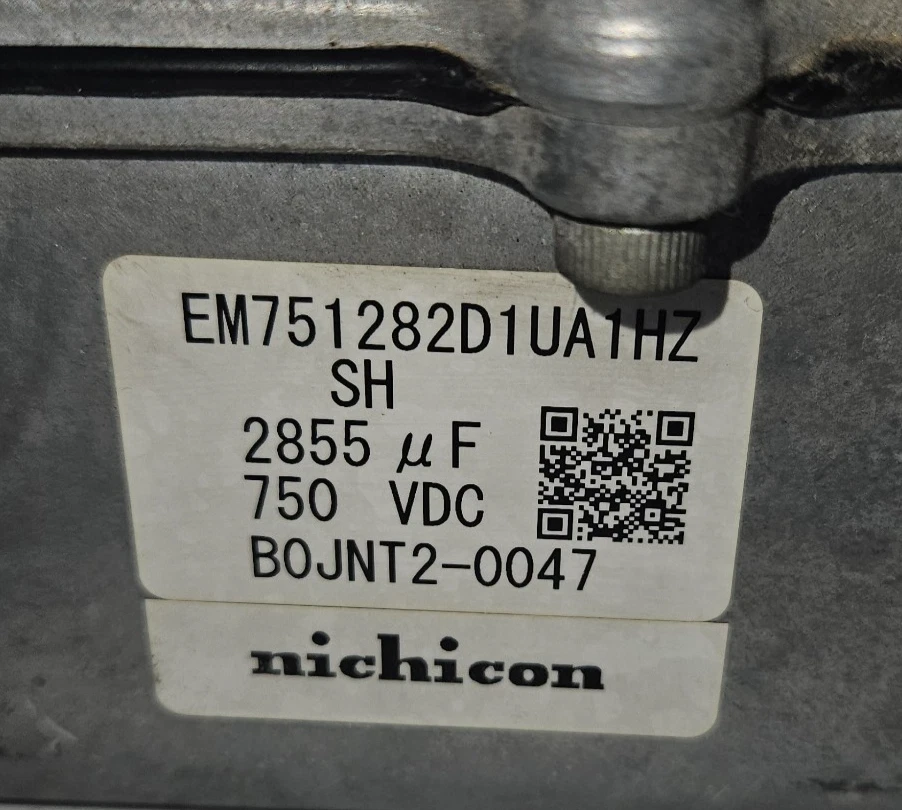 EM751282D1UA1HZ
SH
2855 μF
750 VDC
B0JNT2-0047
nichicon